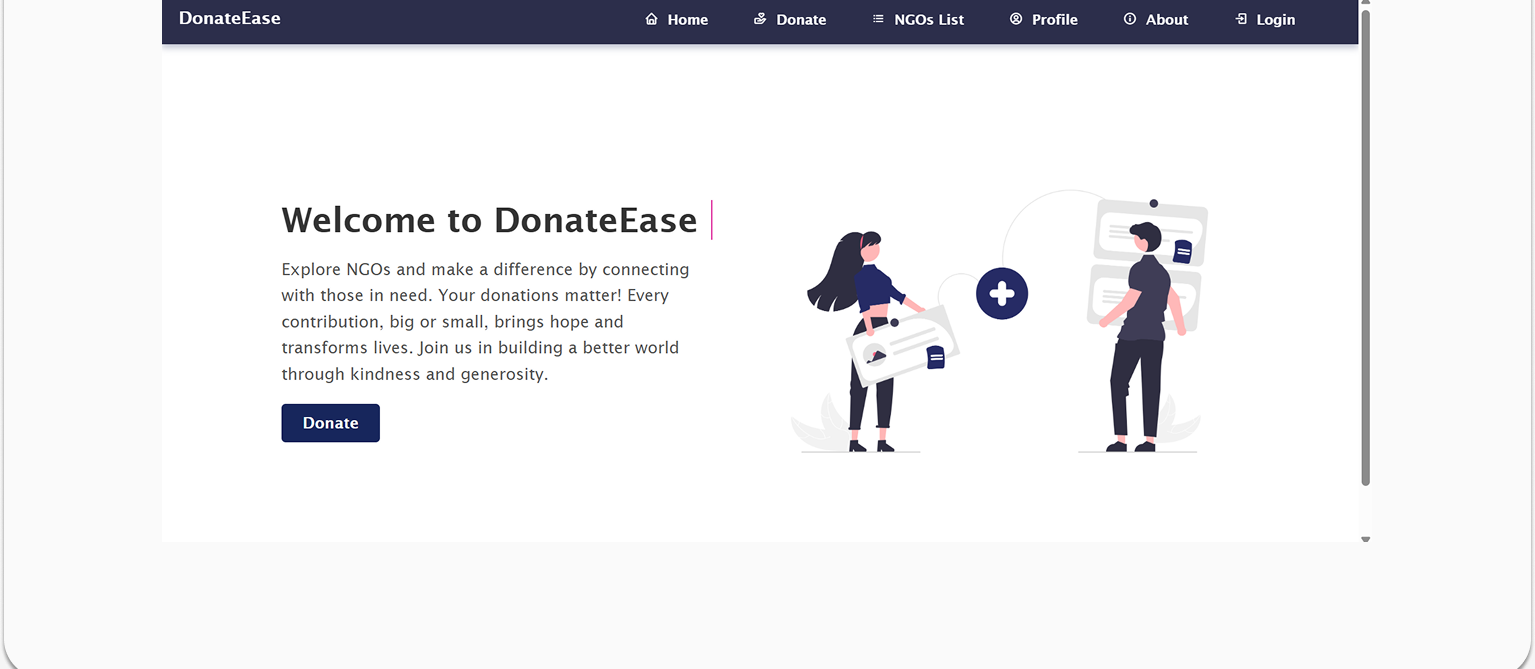 DonateEase
Home
Donate
NGOs List
Profile
About
Login
Welcome to DonateEase
Explore NGOs and make a difference by connecting
with those in need. Your donations matter! Every
contribution, big or small, brings hope and
transforms lives. Join us in building a better world
through kindness and generosity.
Donate